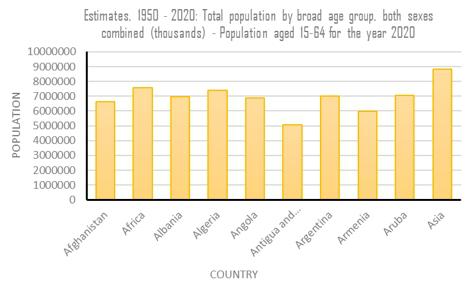 Estimates, 1950 - 2020: Total population by broad age group, both sexes
combined (thousands) - Population aged 15-64 for the year 2020
10000000
9000000
8000000
7000000
6000000
5000000
4000000
3000000
2000000
1000000
0
POPULATION
Afghanistan
Africa
Albania
Algeria
Angola
Antigua and...
Argentina
Armenia
Aruba
Asia
COUNTRY